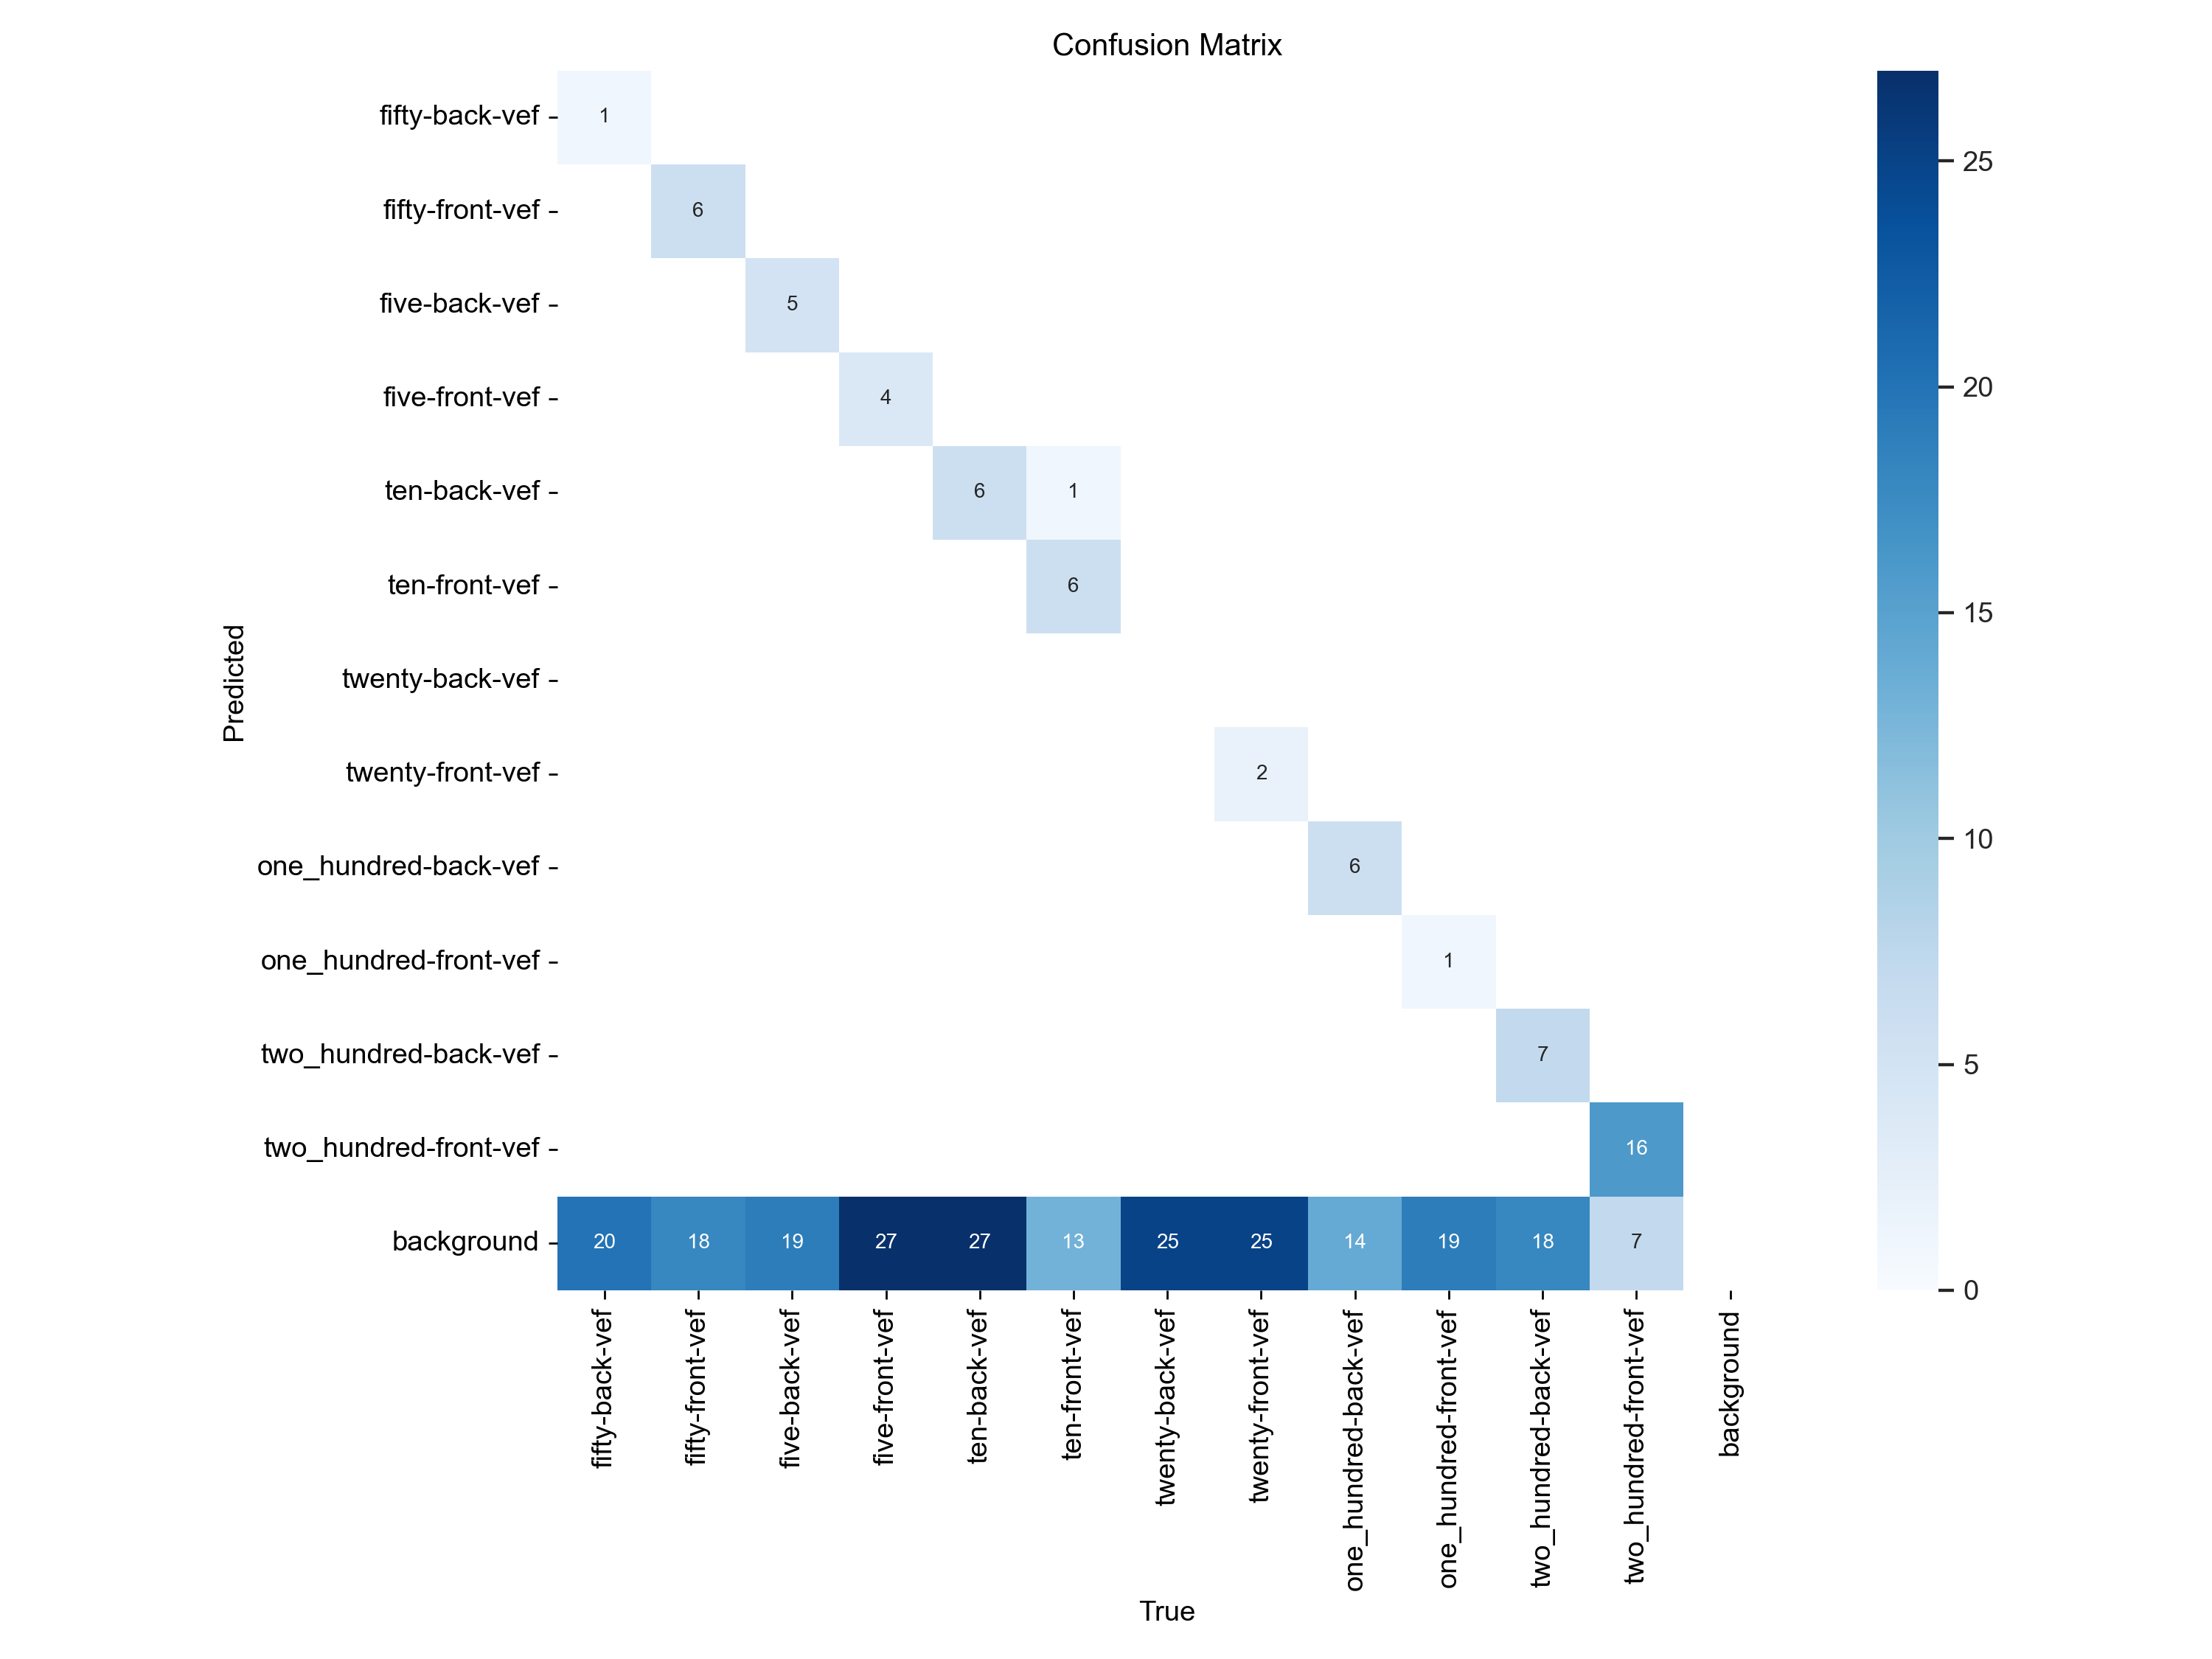 Confusion Matrix
fifty-back-vef 1
fifty-front-vef 6
five-back-vef 5
five-front-vef 4
ten-back-vef 6 1
ten-front-vef 6
twenty-back-vef
twenty-front-vef 2
one_hundred-back-vef 6
one_hundred-front-vef 1
two_hundred-back-vef 7
two_hundred-front-vef 16
background 20 18 19 27 27 13 25 25 14 19 18 7
Predicted
fifty-back-vef
fifty-front-vef
five-back-vef
five-front-vef
ten-back-vef
ten-front-vef
twenty-back-vef
twenty-front-vef
one_hundred-back-vef
one_hundred-front-vef
two_hundred-back-vef
two_hundred-front-vef
background
True
25
20
15
10
5
0